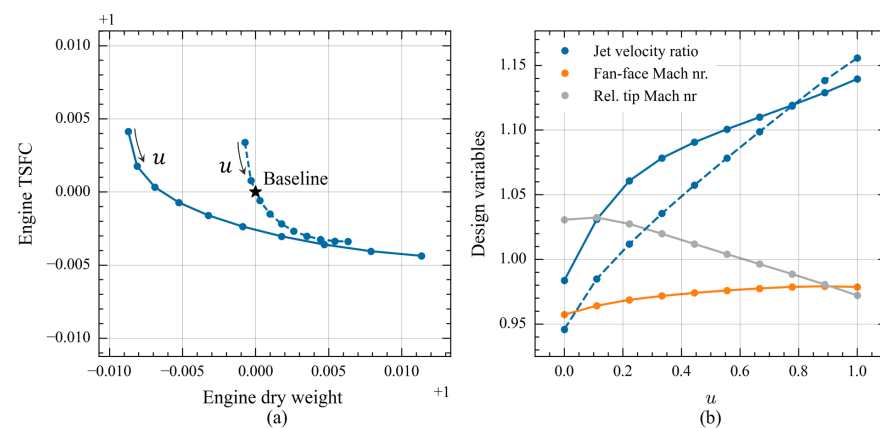 +1
0.010
0.005
0.000
−0.005
−0.010
Engine TSFC
u
u
Baseline
−0.010
−0.005
0.000
0.005
0.010
+1
Engine dry weight
(a)
Jet velocity ratio
Fan-face Mach nr.
Rel. tip Mach nr
1.15
1.10
1.05
1.00
0.95
Design variables
0.0
0.2
0.4
0.6
0.8
1.0
u
(b)